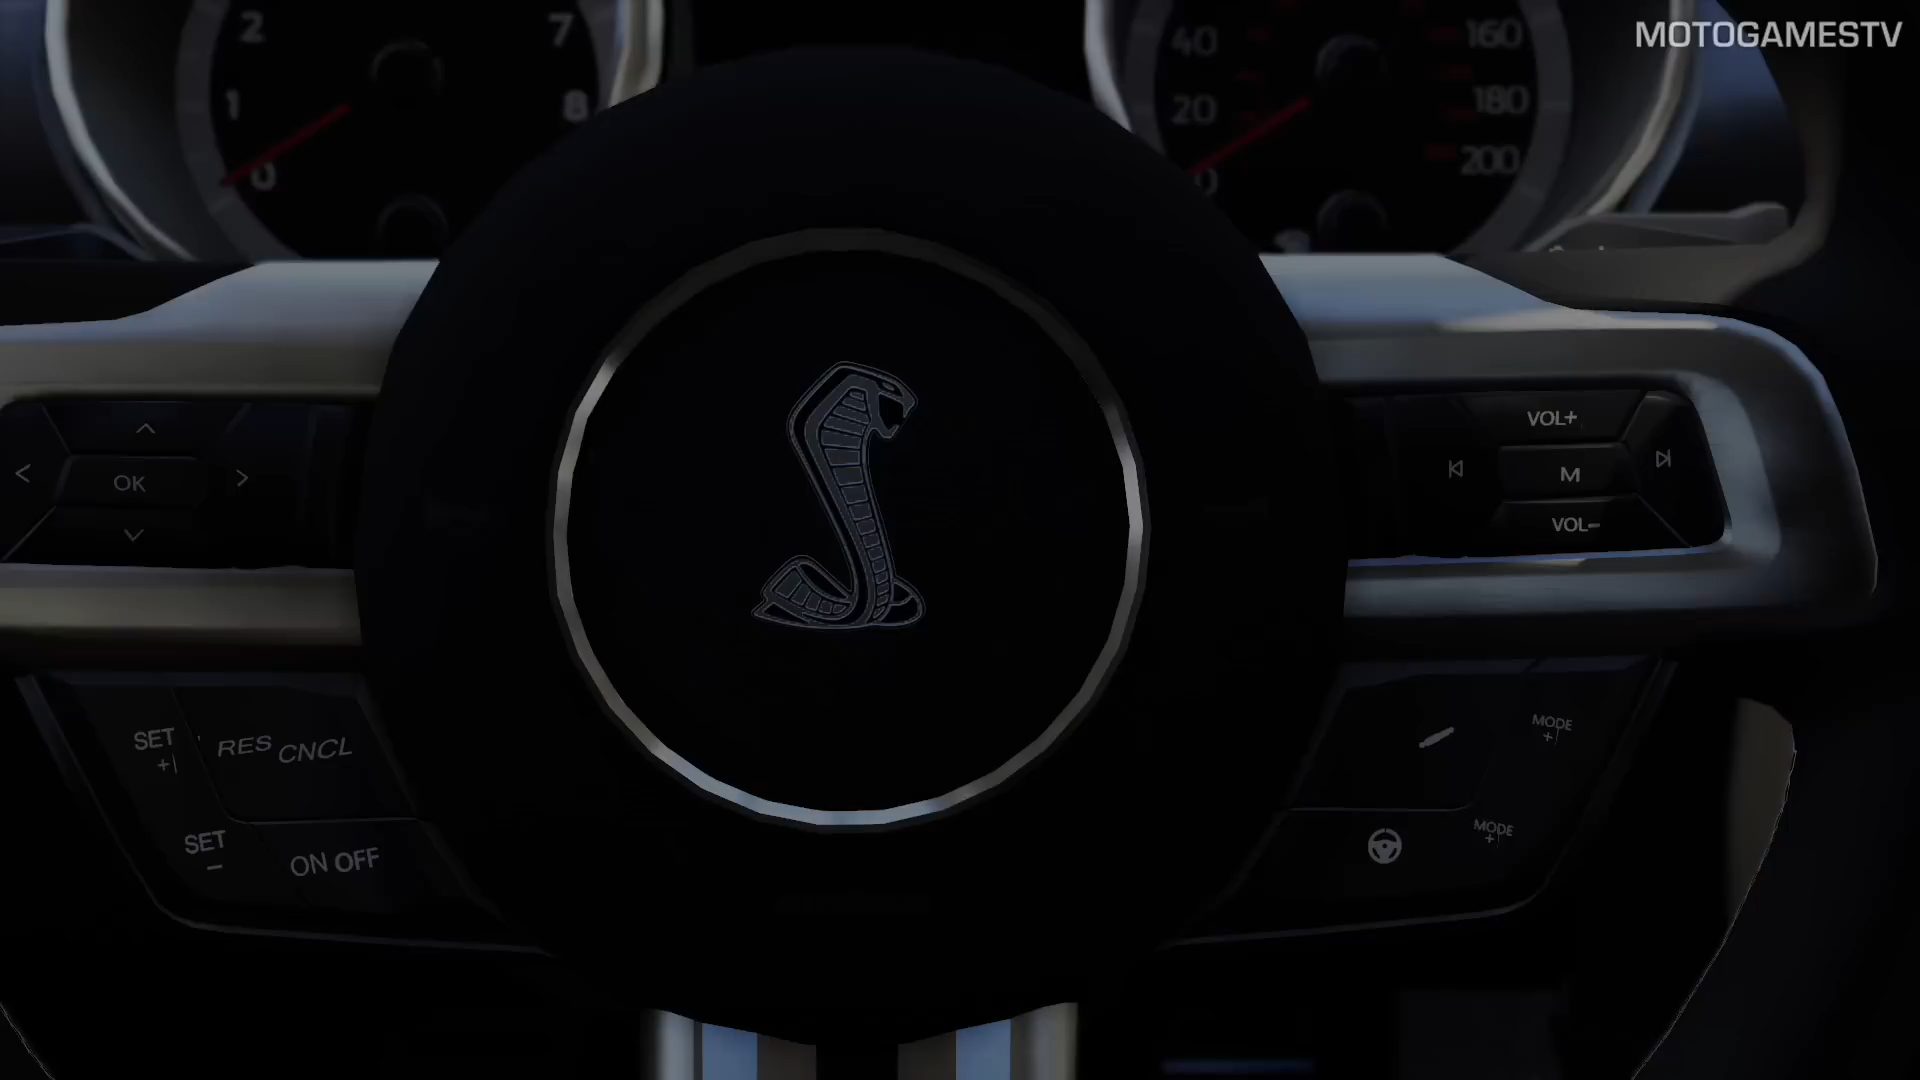 MOTOGAMESTV
2
7
1
8
0
40
160
20
180
200
0
OK
VOL+
M
VOL-
SET
+
RES
CNCL
SET
-
ON OFF
MODE
+
MODE
+